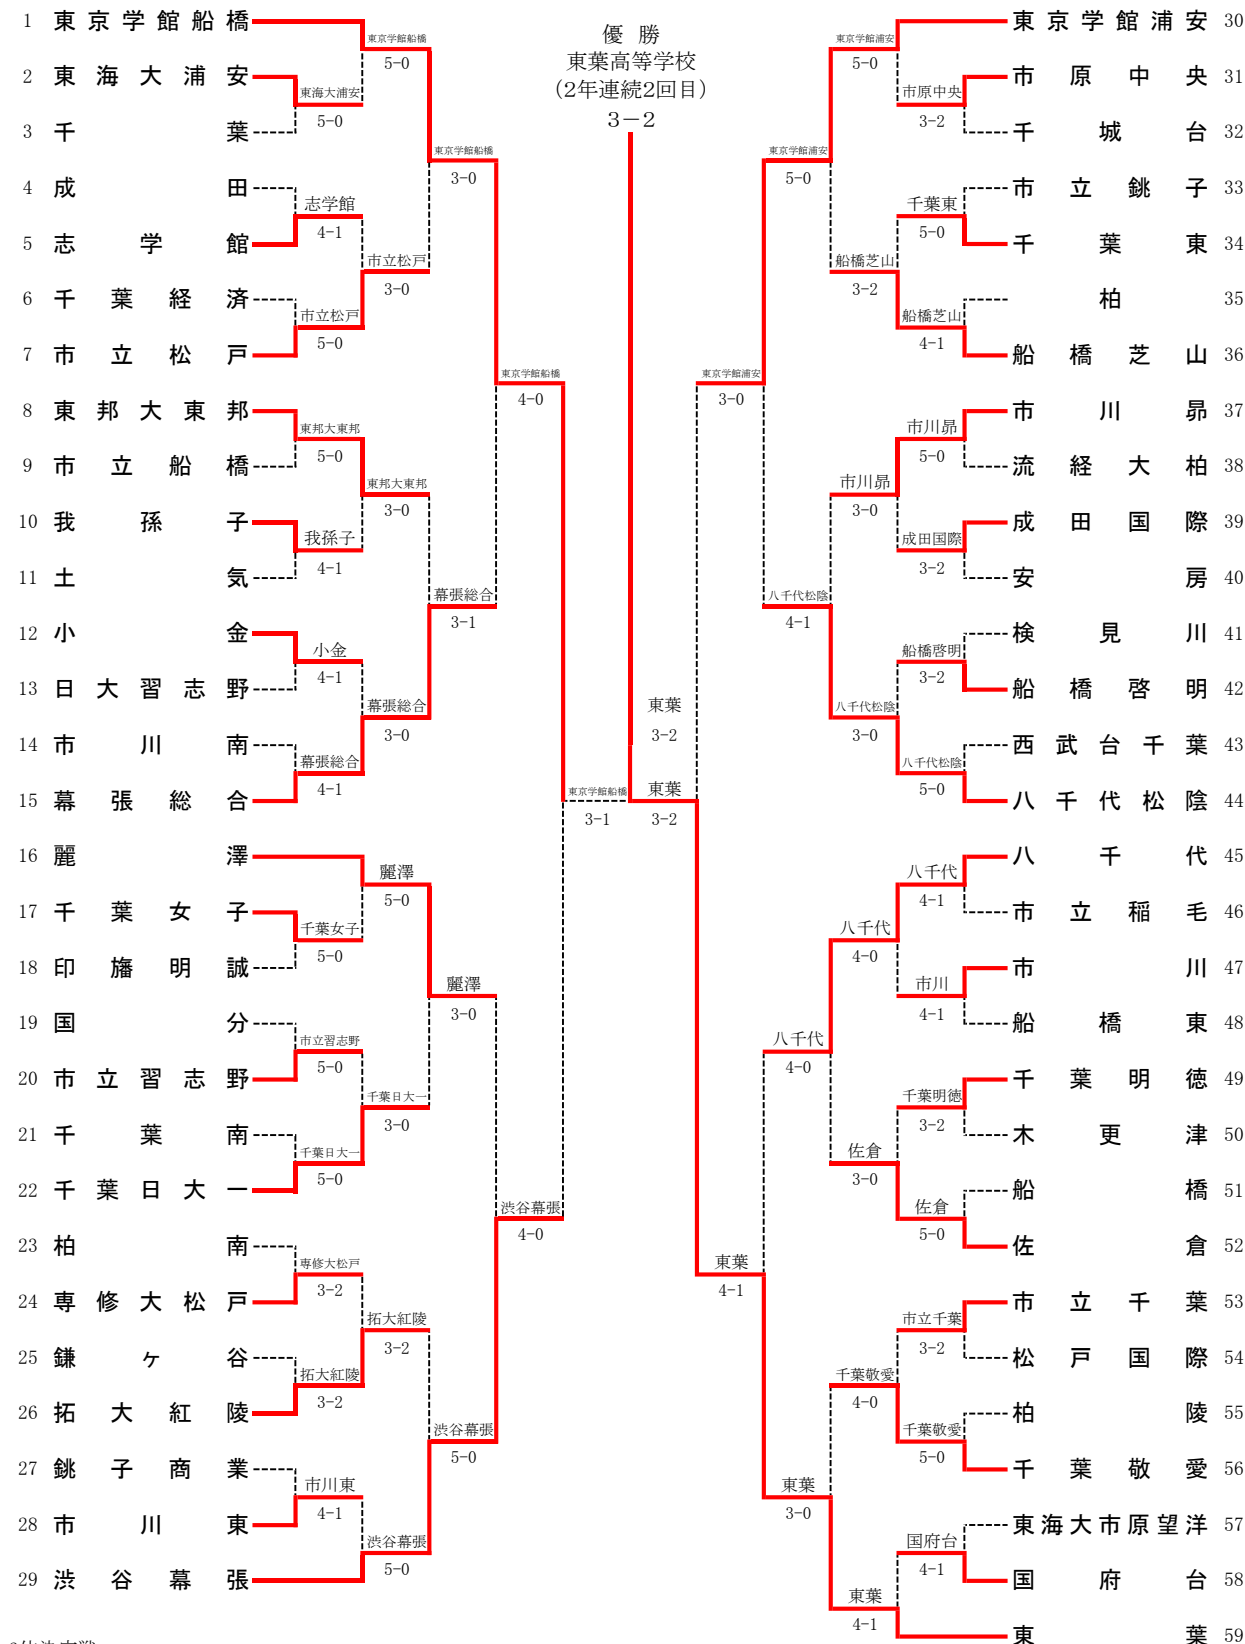 優勝
東葉高等学校
(2年連続2回目)
3-2
1 東京学館船橋
2 東海大浦安
3 千葉
4 成田
5 志学館
6 千葉経済
7 市立松戸
8 東邦大東邦
9 市立船橋
10 我孫子
11 土気
12 小金
13 日大習志野
14 市川南
15 幕張総合
16 麗澤
17 千葉女子
18 印旛明誠
19 国分
20 市立習志野
21 千葉南
22 千葉日大一
23 柏南
24 専修大松戸
25 鎌ヶ谷
26 拓大紅陵
27 銚子商業
28 市川東
29 渋谷幕張
東海大浦安
5-0
志学館
4-1
市立松戸
5-0
東邦大東邦
5-0
我孫子
4-1
小金
4-1
幕張総合
4-1
千葉女子
5-0
市立習志野
5-0
千葉日大一
5-0
専修大松戸
3-2
拓大紅陵
3-2
市川東
4-1
東京学館船橋
5-0
市立松戸
3-0
東邦大東邦
3-0
幕張総合
3-0
麗澤
5-0
千葉日大一
3-0
拓大紅陵
3-2
渋谷幕張
5-0
東京学館船橋
3-0
幕張総合
3-1
麗澤
3-0
渋谷幕張
5-0
東京学館船橋
4-0
渋谷幕張
4-0
東京学館船橋
3-1
東葉
3-2
東葉
3-2
東京学館浦安
3-0
東葉
4-1
東京学館浦安
5-0
八千代松陰
4-1
八千代
4-0
東葉
3-0
東京学館浦安
5-0
船橋芝山
3-2
市川昴
3-0
八千代松陰
3-0
八千代
4-0
佐倉
3-0
千葉敬愛
4-0
東葉
4-1
市原中央
3-2
千葉東
5-0
船橋芝山
4-1
市川昴
5-0
成田国際
3-2
船橋啓明
3-2
八千代松陰
5-0
八千代
4-1
市川
4-1
千葉明徳
3-2
佐倉
5-0
市立千葉
3-2
千葉敬愛
5-0
国府台
4-1
東京学館浦安 30
市原中央 31
千城台 32
市立銚子 33
千葉東 34
柏 35
船橋芝山 36
市川昴 37
流経大柏 38
成田国際 39
安房 40
検見川 41
船橋啓明 42
西武台千葉 43
八千代松陰 44
八千代 45
市立稲毛 46
市川 47
船橋東 48
千葉明徳 49
木更津 50
船橋 51
佐倉 52
市立千葉 53
松戸国際 54
柏陵 55
千葉敬愛 56
東海大市原望洋 57
国府台 58
東葉 59